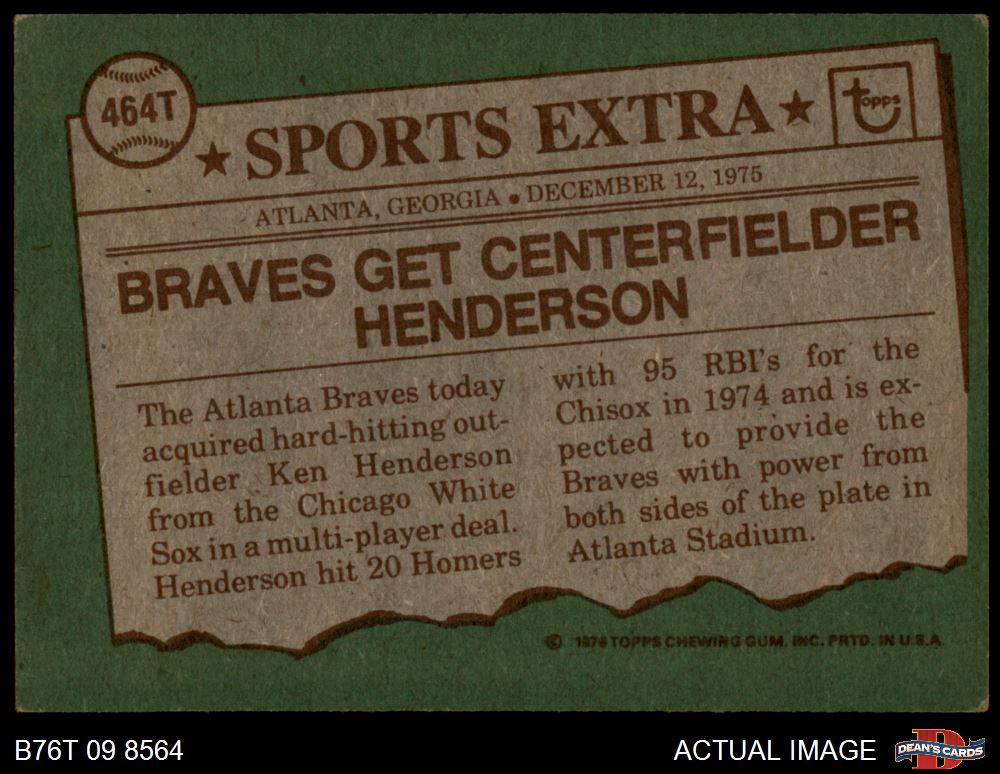 464T
★ SPORTS EXTRA ★
topps
ATLANTA, GEORGIA • DECEMBER 12, 1975
BRAVES GET CENTERFIELDER
HENDERSON
The Atlanta Braves today
acquired hard-hitting out-
fielder Ken Henderson
from the Chicago White
Sox in a multi-player deal.
Henderson hit 20 Homers
with 95 RBI's for the
Chisox in 1974 and is ex-
pected to provide the
Braves with power from
both sides of the plate in
Atlanta Stadium.
© 1976 TOPPS CHEWING GUM, INC. PRTD. IN U.S.A.
B76T 09 8564
ACTUAL IMAGE
D
DEAN'S CARDS